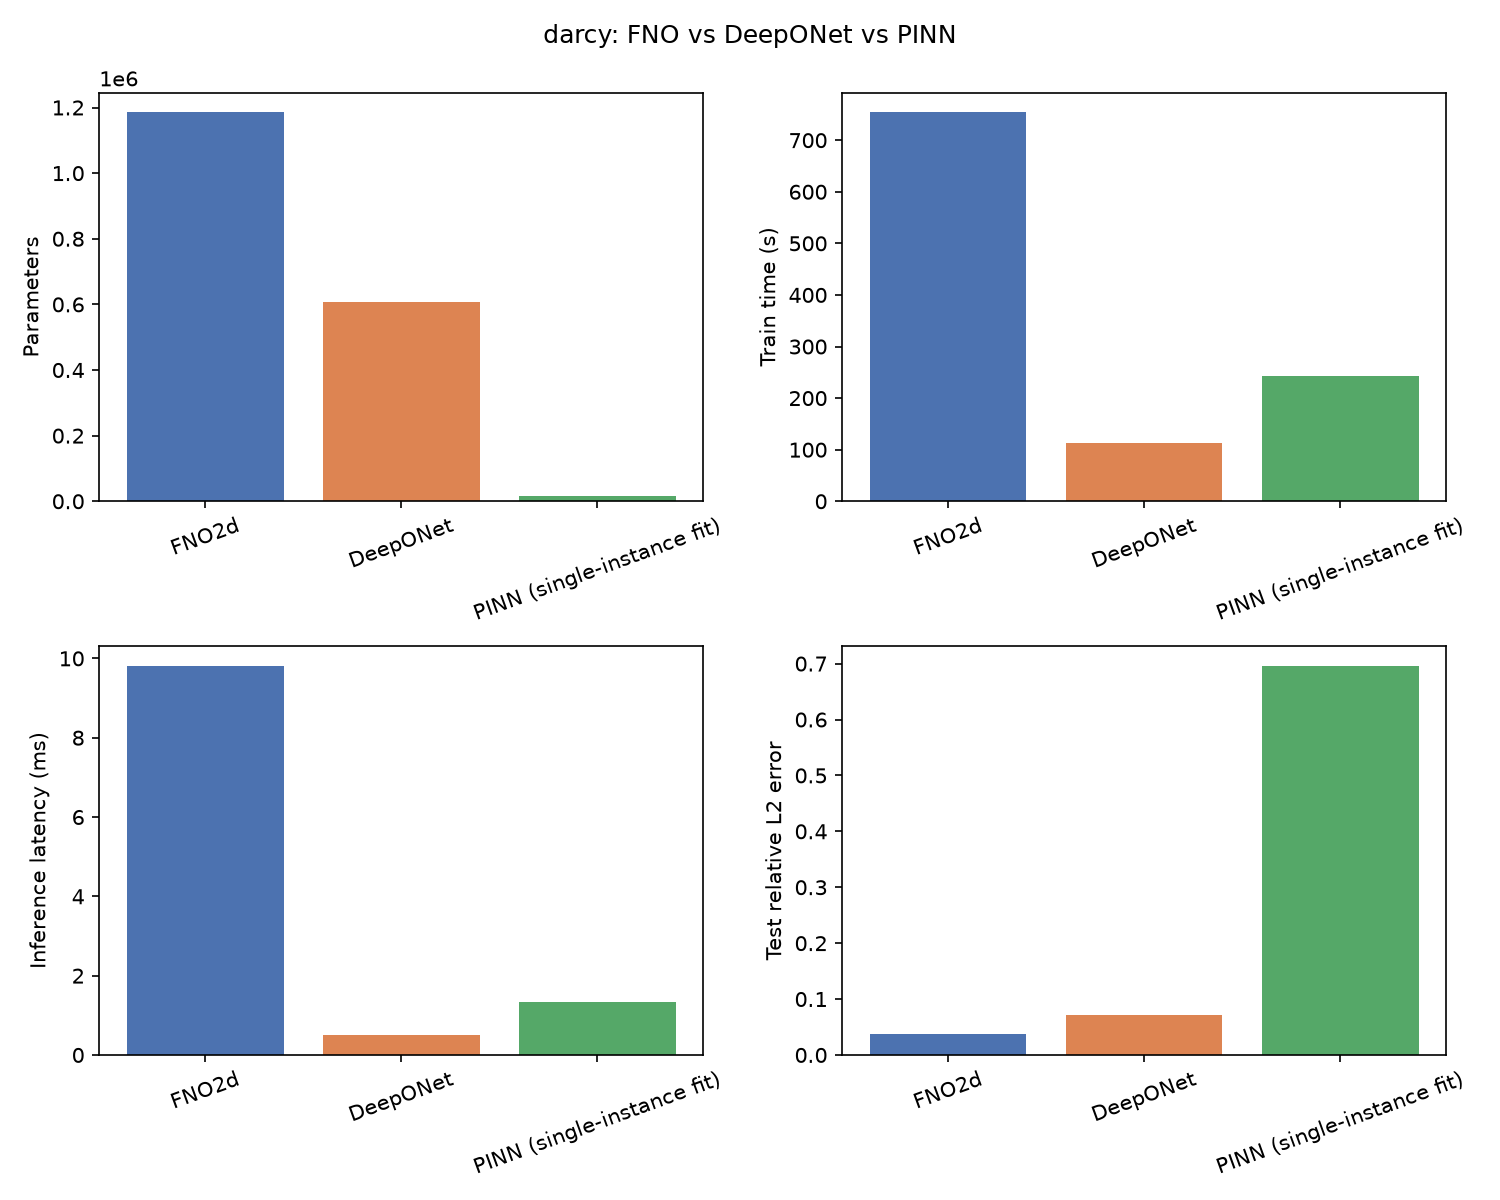 darcy: FNO vs DeepONet vs PINN
1e6
1.2
1.0
0.8
0.6
0.4
0.2
0.0
Parameters
FNO2d
DeepONet
PINN (single-instance fit)
700
600
500
400
300
200
100
0
Train time (s)
FNO2d
DeepONet
PINN (single-instance fit)
10
8
6
4
2
0
Inference latency (ms)
FNO2d
DeepONet
PINN (single-instance fit)
0.7
0.6
0.5
0.4
0.3
0.2
0.1
0.0
Test relative L2 error
FNO2d
DeepONet
PINN (single-instance fit)